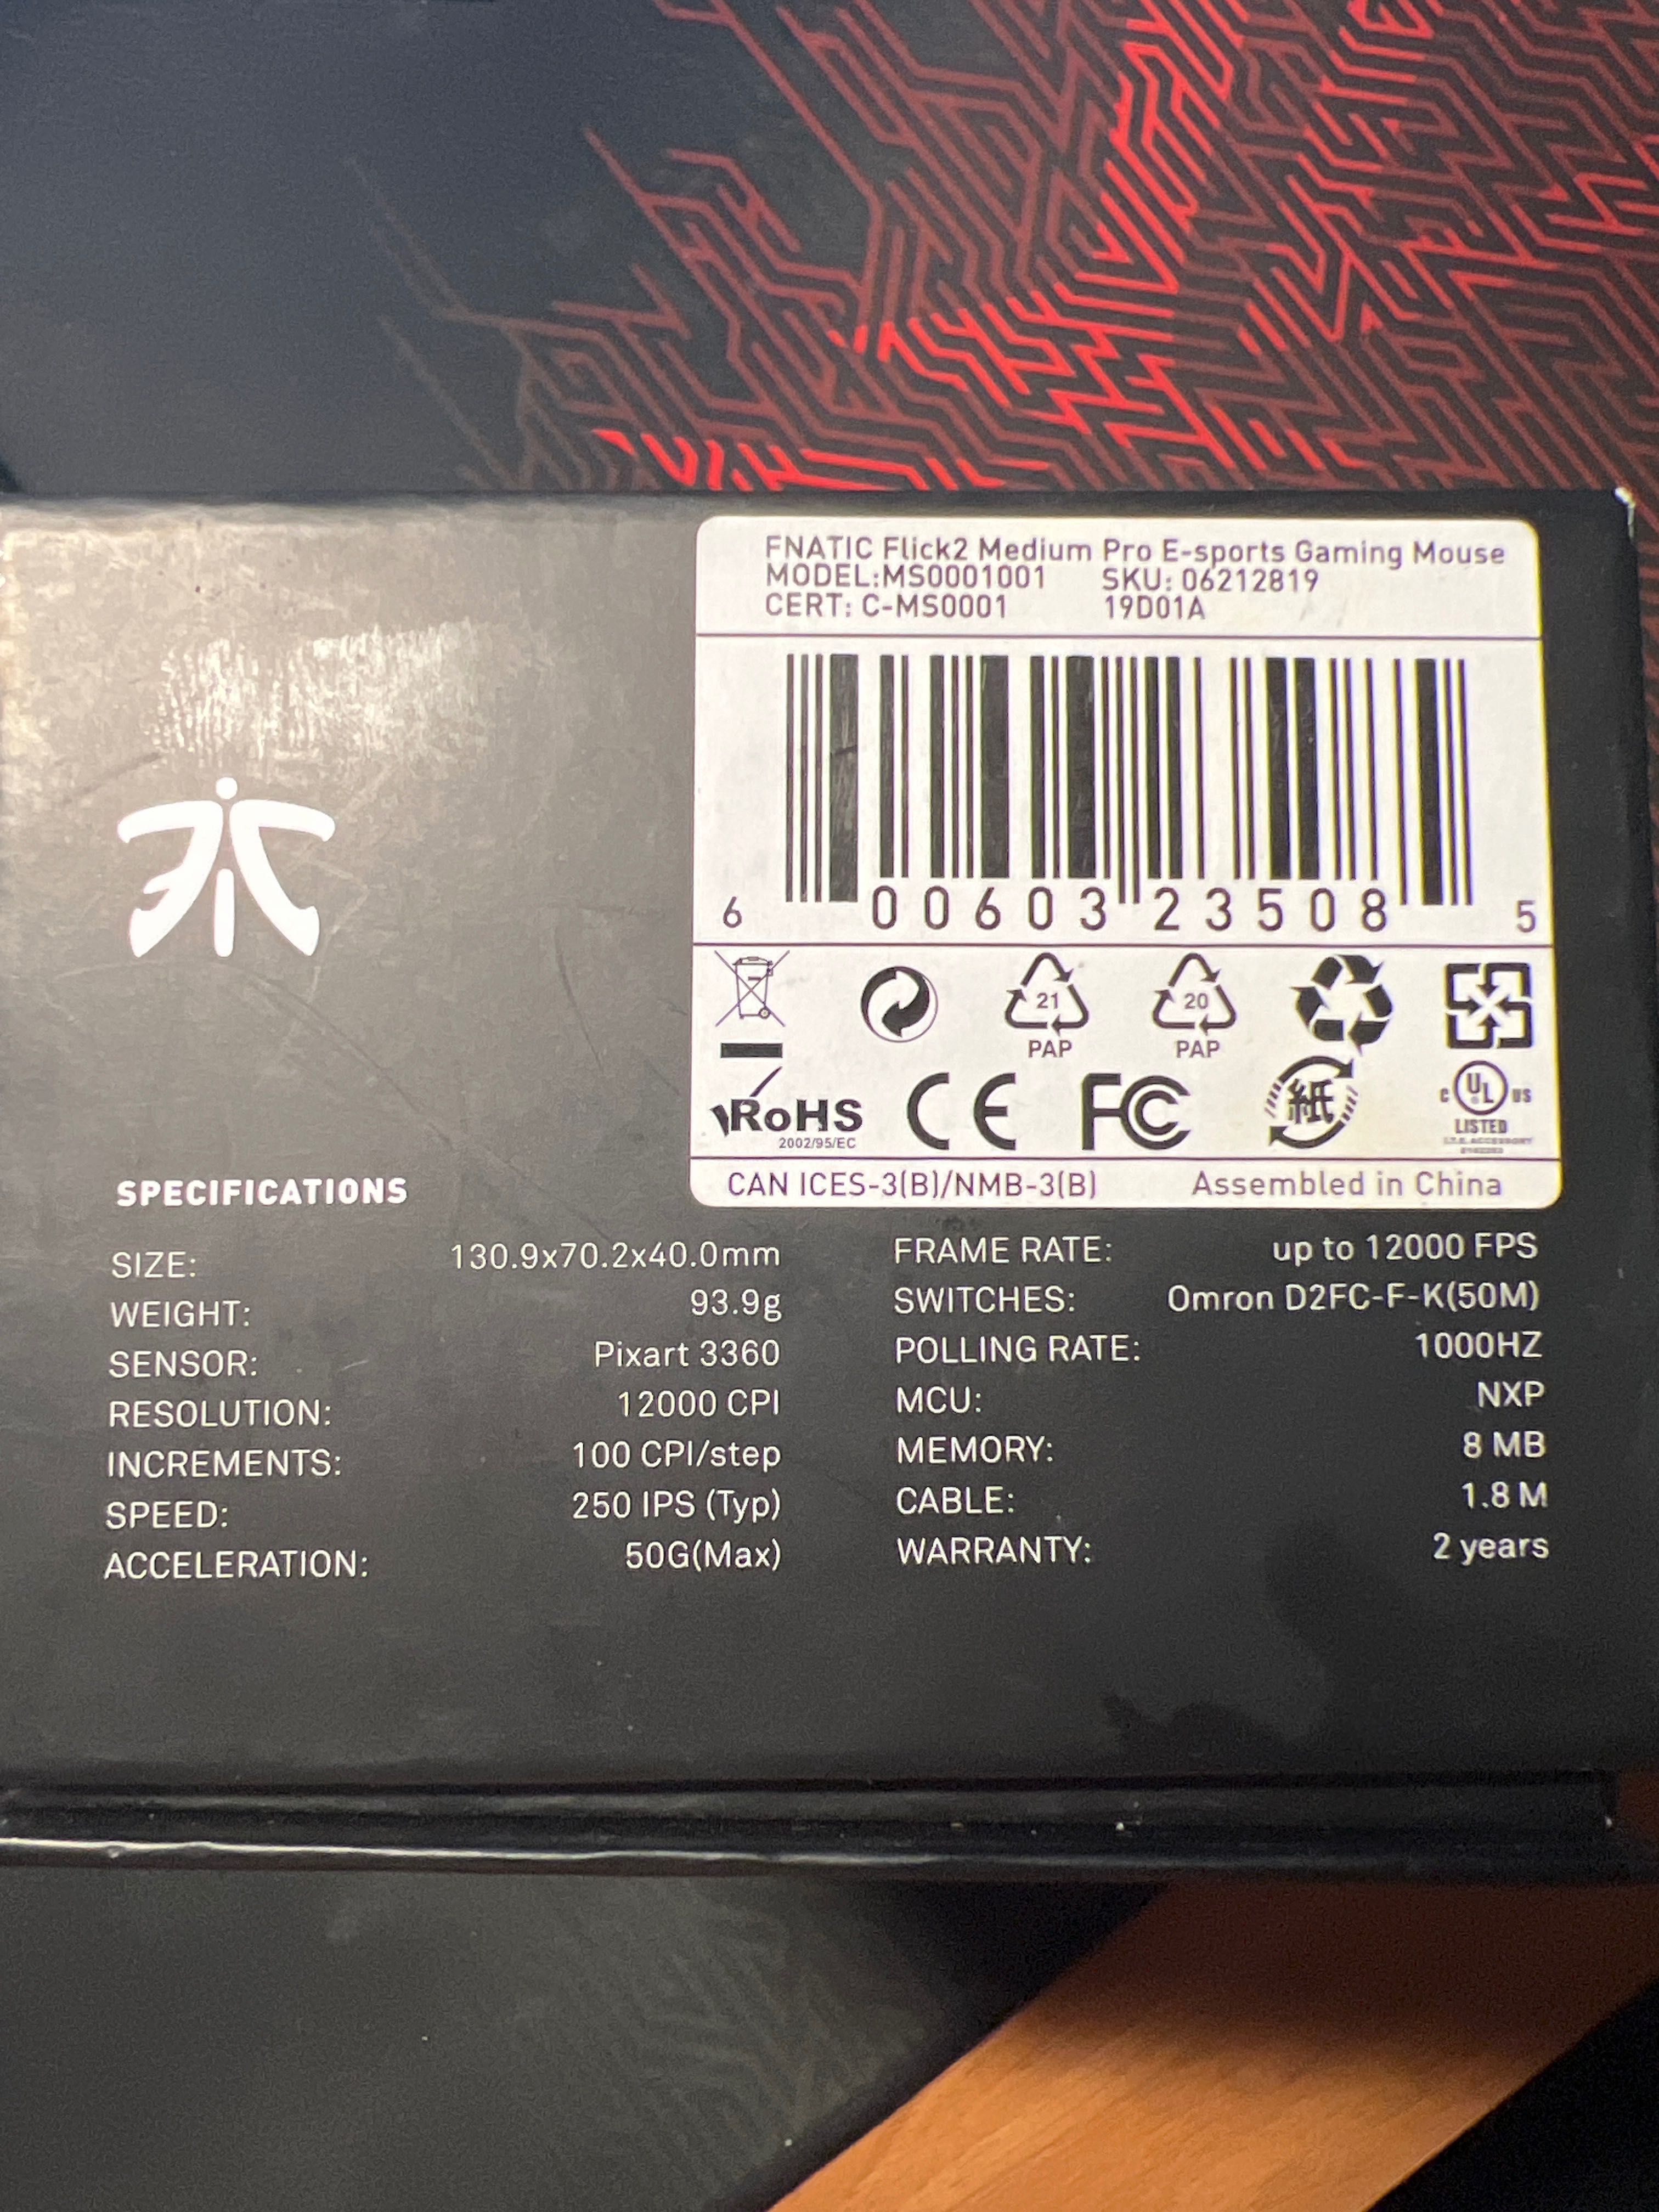 FNATIC Flick2 Medium Pro E-sports Gaming Mouse
MODEL:MS0001001 SKU: 06212819
CERT: C-MS0001 19D01A
6 00603 23508 5
21 20
PAP PAP
RoHS CE FC 紙 C UL US
2002/95/EC LISTED
I.T.E. ACCESSORY
CAN ICES-3(B)/NMB-3(B) Assembled in China
SPECIFICATIONS
SIZE: 130.9x70.2x40.0mm FRAME RATE: up to 12000 FPS
WEIGHT: 93.9g SWITCHES: Omron D2FC-F-K(50M)
SENSOR: Pixart 3360 POLLING RATE: 1000HZ
RESOLUTION: 12000 CPI MCU: NXP
INCREMENTS: 100 CPI/step MEMORY: 8 MB
SPEED: 250 IPS (Typ) CABLE: 1.8 M
ACCELERATION: 50G(Max) WARRANTY: 2 years